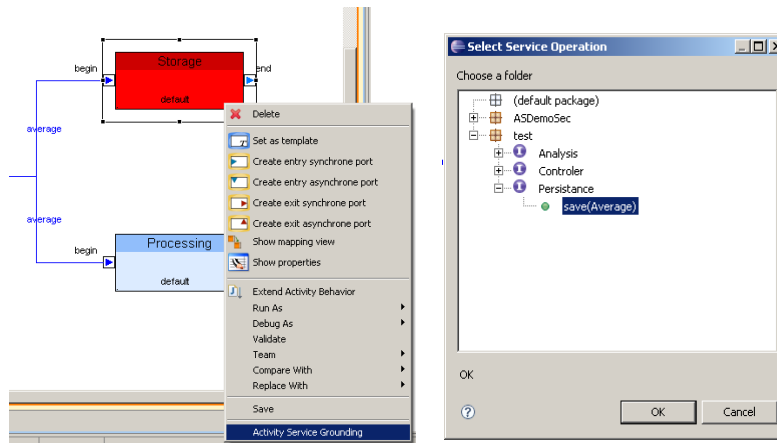 Storage
begin
end
default
average
average
Processing
begin
default
Delete
Set as template
Create entry synchrone port
Create entry asynchrone port
Create exit synchrone port
Create exit asynchrone port
Show mapping view
Show properties
Extend Activity Behavior
Run As
Debug As
Validate
Team
Compare With
Replace With
Save
Activity Service Grounding
Select Service Operation
Choose a folder
(default package)
ASDemoSec
test
Analysis
Controler
Persistance
save(Average)
OK
OK
Cancel